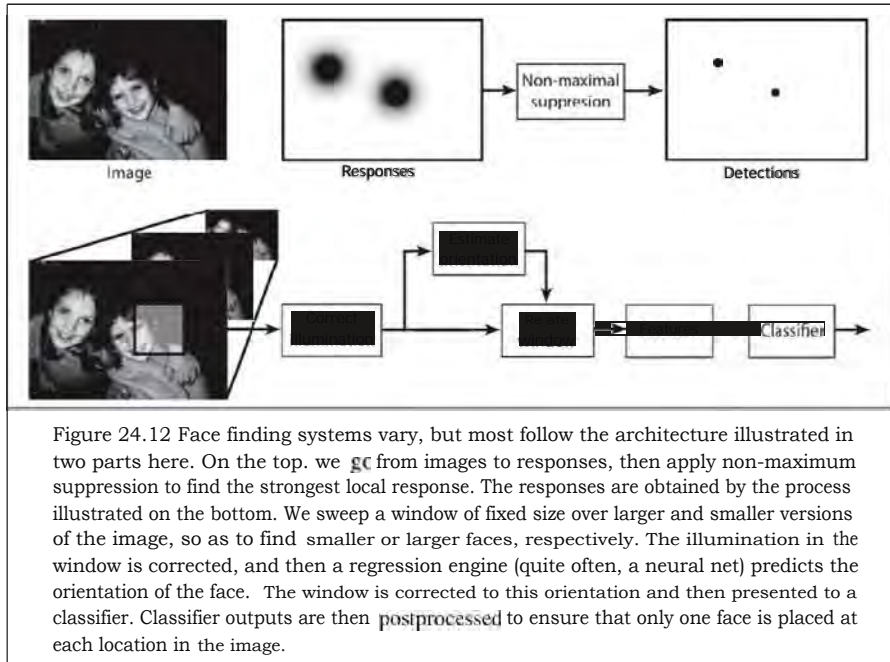 Non-maximal
suppresion
Image
Responses
Detections
Estimate
orientation
Correct
illumination
Rotate
window
Features
Classifier
Figure 24.12 Face finding systems vary, but most follow the architecture illustrated in
two parts here. On the top. we gc from images to responses, then apply non-maximum
suppression to find the strongest local response. The responses are obtained by the process
illustrated on the bottom. We sweep a window of fixed size over larger and smaller versions
of the image, so as to find smaller or larger faces, respectively. The illumination in the
window is corrected, and then a regression engine (quite often, a neural net) predicts the
orientation of the face. The window is corrected to this orientation and then presented to a
classifier. Classifier outputs are then postprocessed to ensure that only one face is placed at
each location in the image.